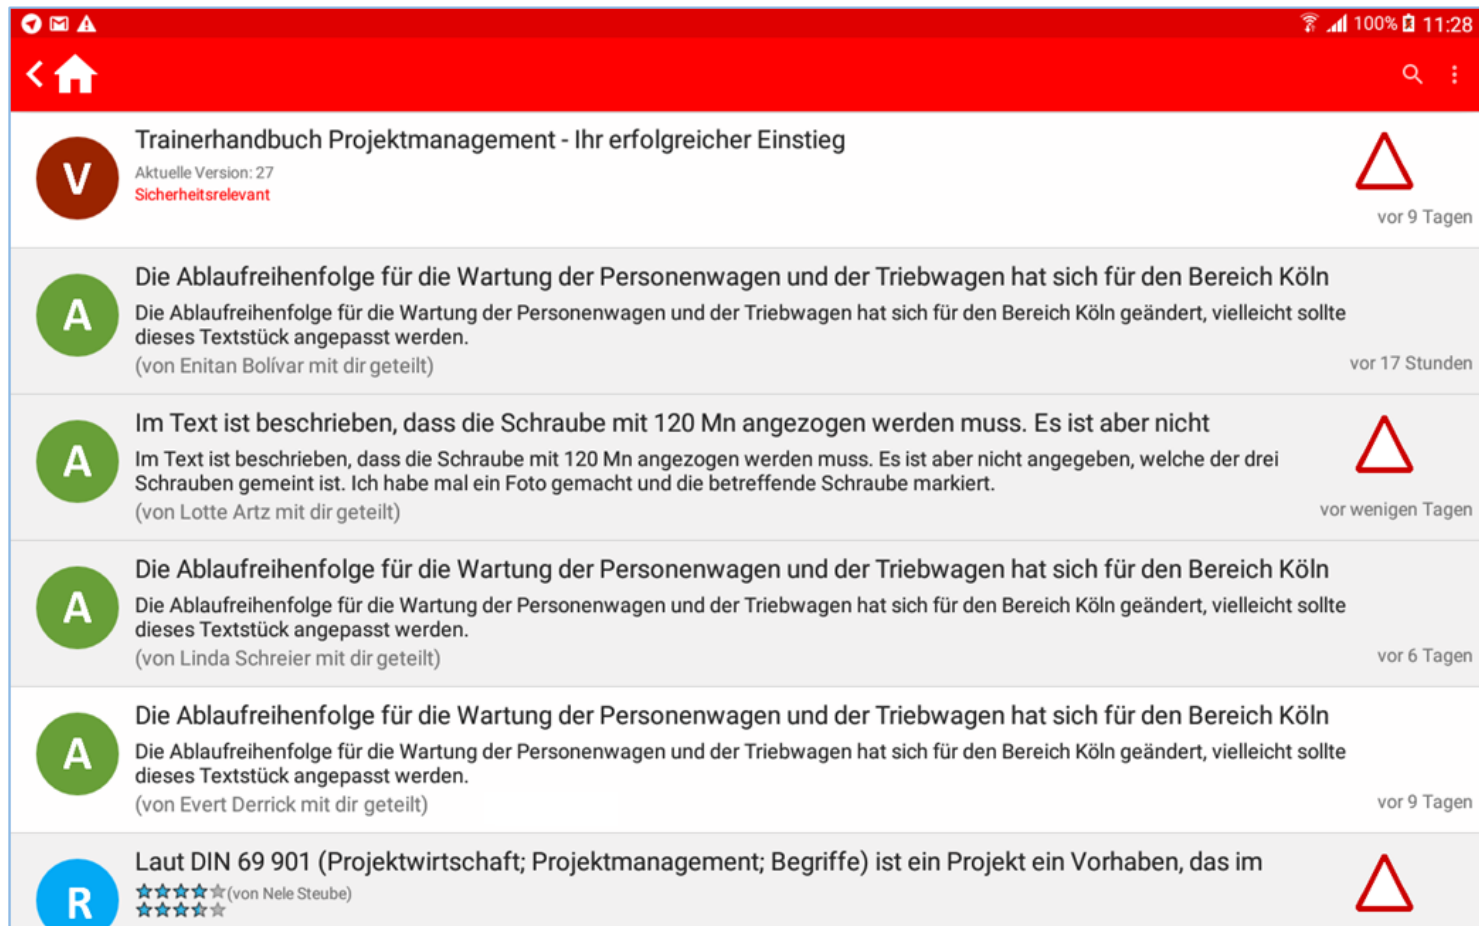 100% 11:28
Trainerhandbuch Projektmanagement - Ihr erfolgreicher Einstieg
V
Aktuelle Version: 27
Sicherheitsrelevant
vor 9 Tagen
Die Ablaufreihenfolge für die Wartung der Personenwagen und der Triebwagen hat sich für den Bereich Köln
A
Die Ablaufreihenfolge für die Wartung der Personenwagen und der Triebwagen hat sich für den Bereich Köln geändert, vielleicht sollte
dieses Textstück angepasst werden.
(von Enitan Bolívar mit dir geteilt)
vor 17 Stunden
Im Text ist beschrieben, dass die Schraube mit 120 Mn angezogen werden muss. Es ist aber nicht
A
Im Text ist beschrieben, dass die Schraube mit 120 Mn angezogen werden muss. Es ist aber nicht angegeben, welche der drei
Schrauben gemeint ist. Ich habe mal ein Foto gemacht und die betreffende Schraube markiert.
(von Lotte Artz mit dir geteilt)
vor wenigen Tagen
Die Ablaufreihenfolge für die Wartung der Personenwagen und der Triebwagen hat sich für den Bereich Köln
A
Die Ablaufreihenfolge für die Wartung der Personenwagen und der Triebwagen hat sich für den Bereich Köln geändert, vielleicht sollte
dieses Textstück angepasst werden.
(von Linda Schreier mit dir geteilt)
vor 6 Tagen
Die Ablaufreihenfolge für die Wartung der Personenwagen und der Triebwagen hat sich für den Bereich Köln
A
Die Ablaufreihenfolge für die Wartung der Personenwagen und der Triebwagen hat sich für den Bereich Köln geändert, vielleicht sollte
dieses Textstück angepasst werden.
(von Evert Derrick mit dir geteilt)
vor 9 Tagen
Laut DIN 69 901 (Projektwirtschaft; Projektmanagement; Begriffe) ist ein Projekt ein Vorhaben, das im
R
(von Nele Steube)